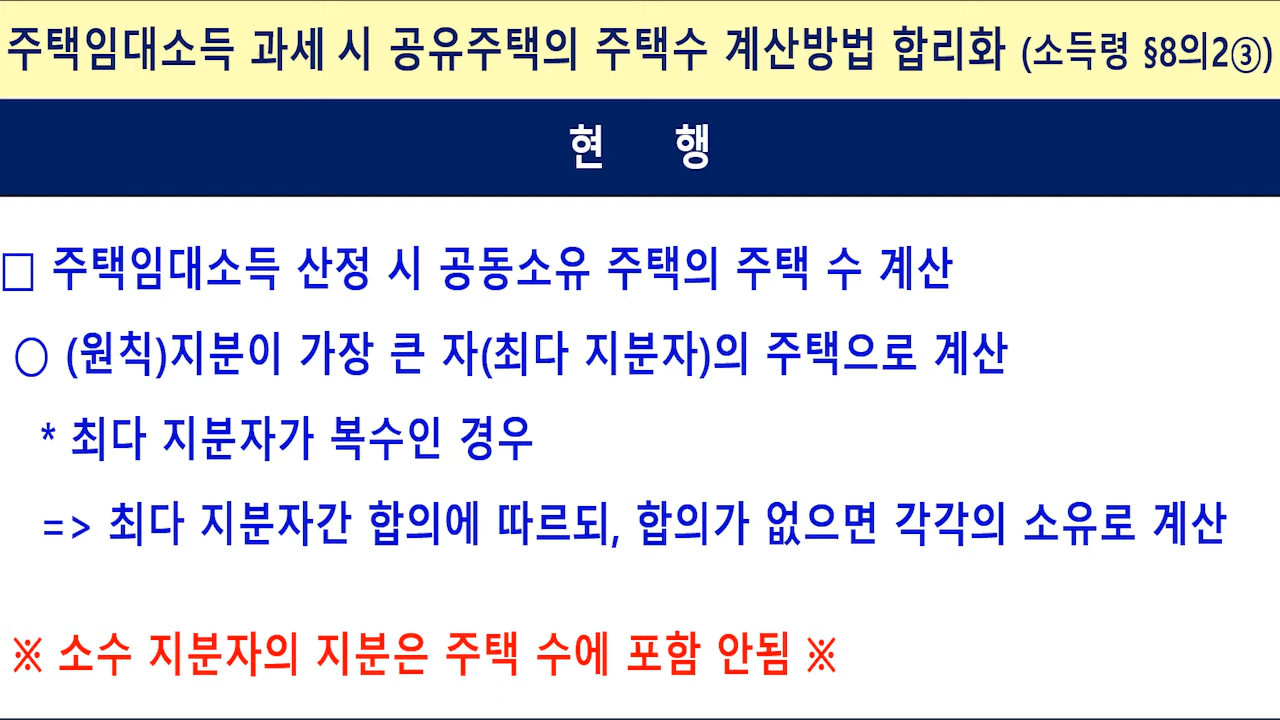 주택임대소득 과세 시 공유주택의 주택수 계산방법 합리화 (소득령 §8의2③)
현 행
□ 주택임대소득 산정 시 공동소유 주택의 주택 수 계산
○ (원칙)지분이 가장 큰 자(최다 지분자)의 주택으로 계산
* 최다 지분자가 복수인 경우
=> 최다 지분자간 합의에 따르되, 합의가 없으면 각각의 소유로 계산
※ 소수 지분자의 지분은 주택 수에 포함 안됨 ※